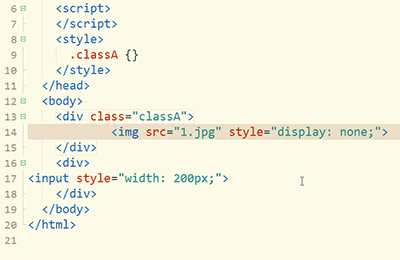 6 <script>
7 </script>
8 <style>
9 .classA {}
10 </style>
11 </head>
12 <body>
13 <div class="classA">
14 <img src="1.jpg" style="display: none;">
15 </div>
16 <div>
17 <input style="width: 200px;">
18 </div>
19 </body>
20 </html>
21